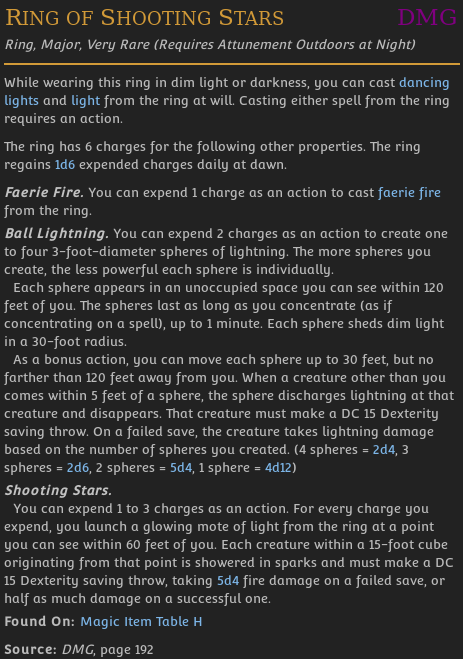 RING OF SHOOTING STARS DMG
Ring, Major, Very Rare (Requires Attunement Outdoors at Night)
While wearing this ring in dim light or darkness, you can cast dancing
lights and light from the ring at will. Casting either spell from the ring
requires an action.
The ring has 6 charges for the following other properties. The ring
regains 1d6 expended charges daily at dawn.
Faerie Fire. You can expend 1 charge as an action to cast faerie fire
from the ring.
Ball Lightning. You can expend 2 charges as an action to create one
to four 3-foot-diameter spheres of lightning. The more spheres you
create, the less powerful each sphere is individually.
Each sphere appears in an unoccupied space you can see within 120
feet of you. The spheres last as long as you concentrate (as if
concentrating on a spell), up to 1 minute. Each sphere sheds dim light
in a 30-foot radius.
As a bonus action, you can move each sphere up to 30 feet, but no
farther than 120 feet away from you. When a creature other than you
comes within 5 feet of a sphere, the sphere discharges lightning at that
creature and disappears. That creature must make a DC 15 Dexterity
saving throw. On a failed save, the creature takes lightning damage
based on the number of spheres you created. (4 spheres = 2d4, 3
spheres = 2d6, 2 spheres = 5d4, 1 sphere = 4d12)
Shooting Stars.
You can expend 1 to 3 charges as an action. For every charge you
expend, you launch a glowing mote of light from the ring at a point
you can see within 60 feet of you. Each creature within a 15-foot cube
originating from that point is showered in sparks and must make a DC
15 Dexterity saving throw, taking 5d4 fire damage on a failed save, or
half as much damage on a successful one.
Found On: Magic Item Table H
Source: DMG, page 192